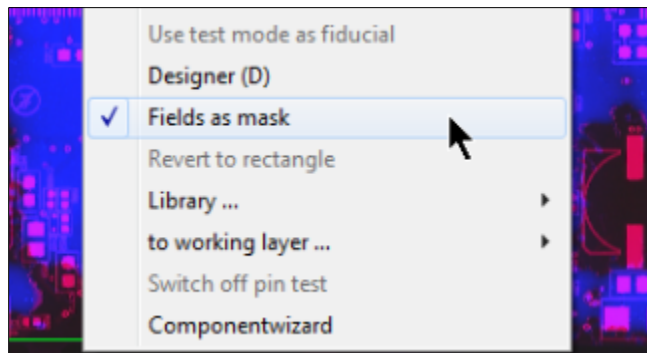 Use test mode as fiducial
Designer (D)
Fields as mask
Revert to rectangle
Library ...
to working layer ...
Switch off pin test
Componentwizard